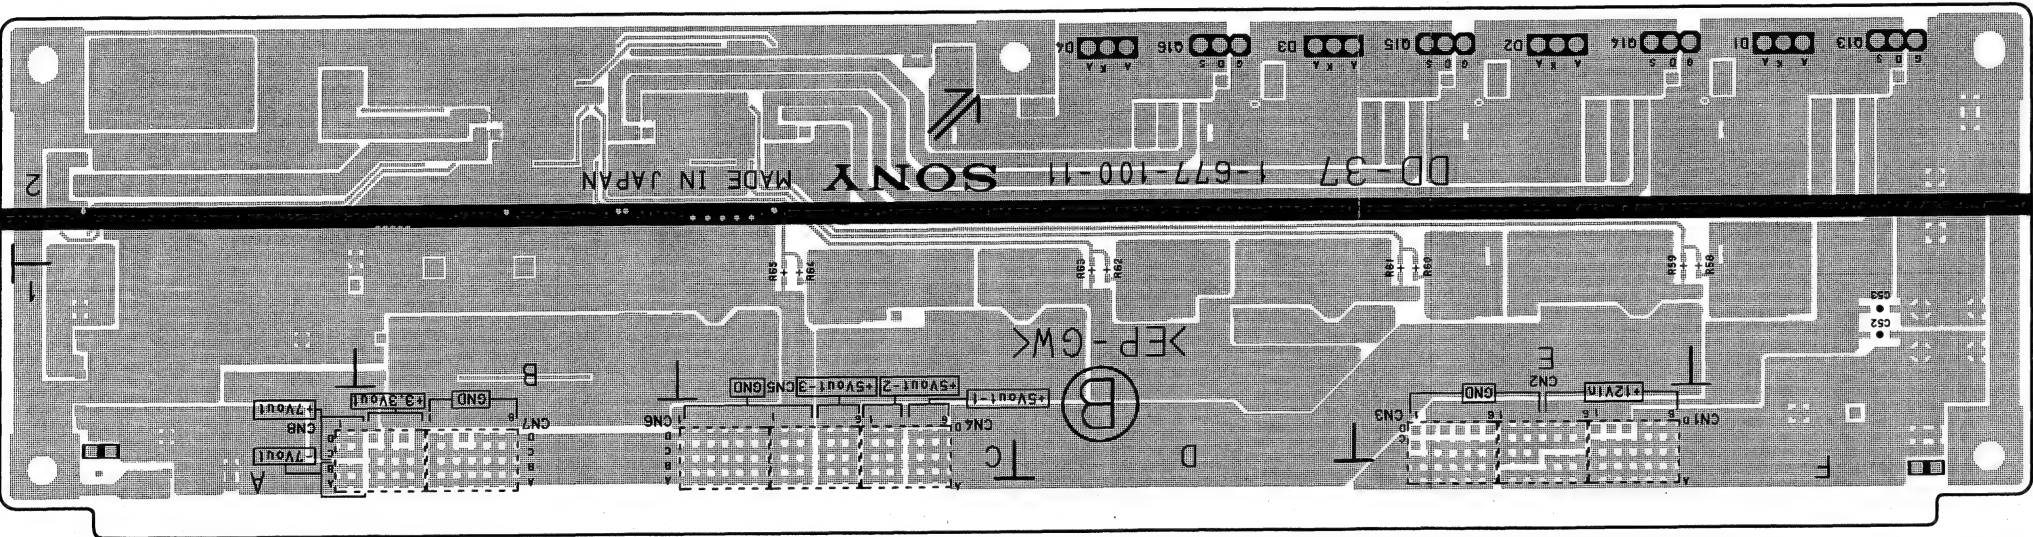 F
D
C
A
CN1
+12Vin
CN2
E
GND
CN3
B
CN4
+5Vout-1
+5Vout-2
+5Vout-3
CN5
GND
CN6
CN7
GND
B
+3.3Vout
CN8
+7Vout
7Vout
>EP-GW<
C52
C53
1
R58 R59
R60 R61
R62 R63
R64 R65
2
DD-37 1-677-100-11 SONY MADE IN JAPAN
G D S
A K A
G D S
A K A
G D S
A K A
G D S
A K A
Q13 D1 Q14 D2 Q15 D3 Q16 D4